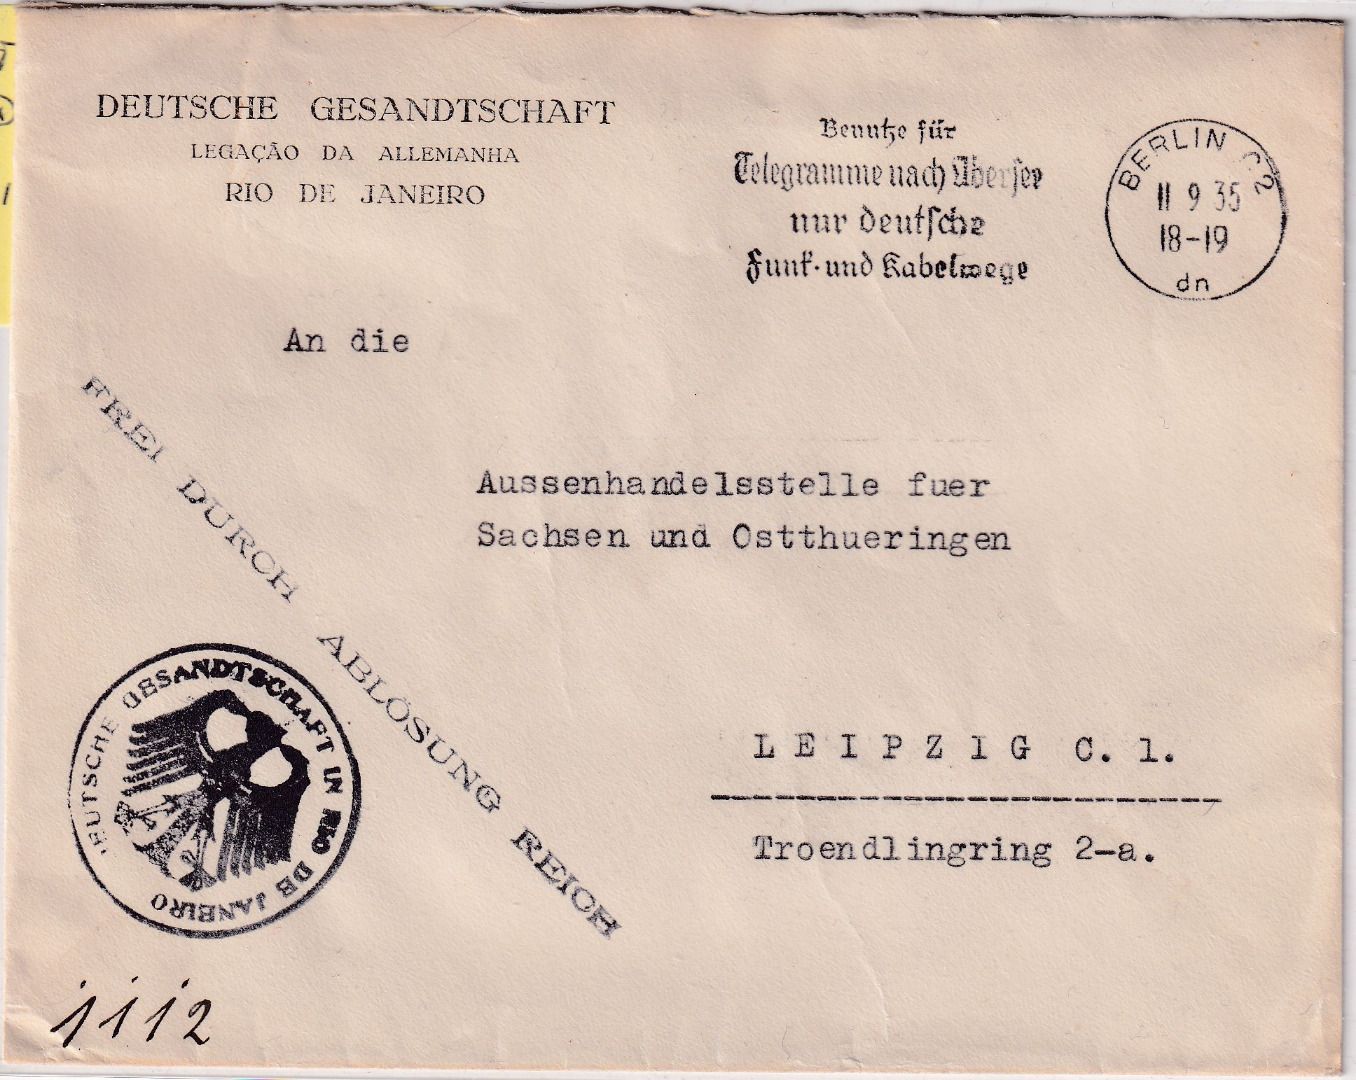 DEUTSCHE GESANDTSCHAFT
LEGAÇÃO DA ALLEMANHA
RIO DE JANEIRO
Benutze für
Telegramme nach Übersee
nur deutsche
Funk- und Kabelwege
BERLIN C2
11 9 35
18-19
dn
An die
FREI DURCH ABLÖSUNG REICH
Aussenhandelsstelle fuer
Sachsen und Ostthueringen
LEIPZIG C. 1.
Troendlingring 2-a.
DEUTSCHE GESANDTSCHAFT IN RIO DE JANEIRO
1112